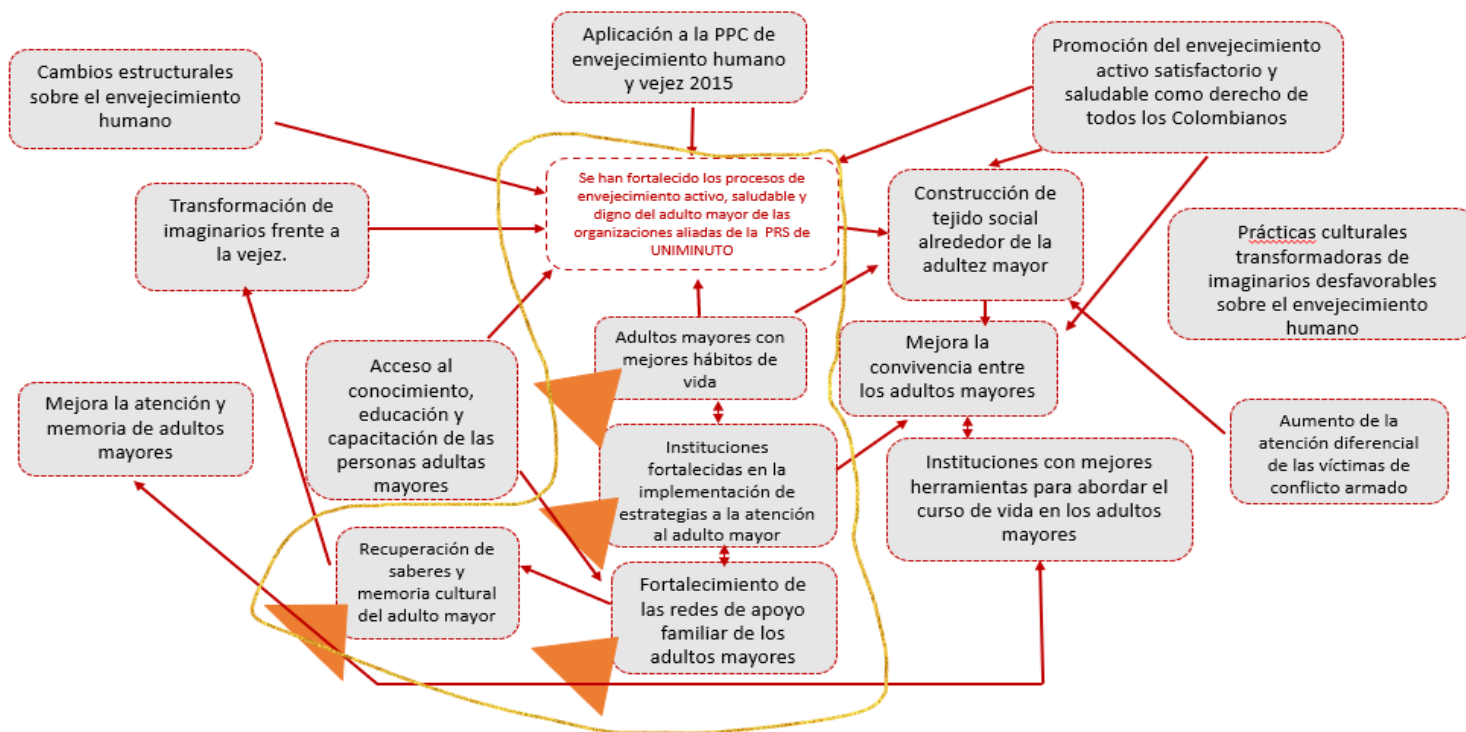 Aplicación a la PPC de
envejecimiento humano
y vejez 2015
Promoción del envejecimiento
activo satisfactorio y
saludable como derecho de
todos los Colombianos
Cambios estructurales
sobre el envejecimiento
humano
Se han fortalecido los procesos de
envejecimiento activo, saludable y
digno del adulto mayor de las
organizaciones aliadas de la PRS de
UNIMINUTO
Construcción de
tejido social
alrededor de la
adultez mayor
Transformación de
imaginarios frente a
la vejez.
Prácticas culturales
transformadoras de
imaginarios desfavorables
sobre el envejecimiento
humano
Adultos mayores con
mejores hábitos de
vida
Mejora la
convivencia entre
los adultos mayores
Acceso al
conocimiento,
educación y
capacitación de las
personas adultas
mayores
Mejora la atención y
memoria de adultos
mayores
Aumento de la
atención diferencial
de las víctimas de
conflicto armado
Instituciones
fortalecidas en la
implementación de
estrategias a la atención
al adulto mayor
Instituciones con mejores
herramientas para abordar el
curso de vida en los adultos
mayores
Recuperación de
saberes y
memoria cultural
del adulto mayor
Fortalecimiento de
las redes de apoyo
familiar de los
adultos mayores